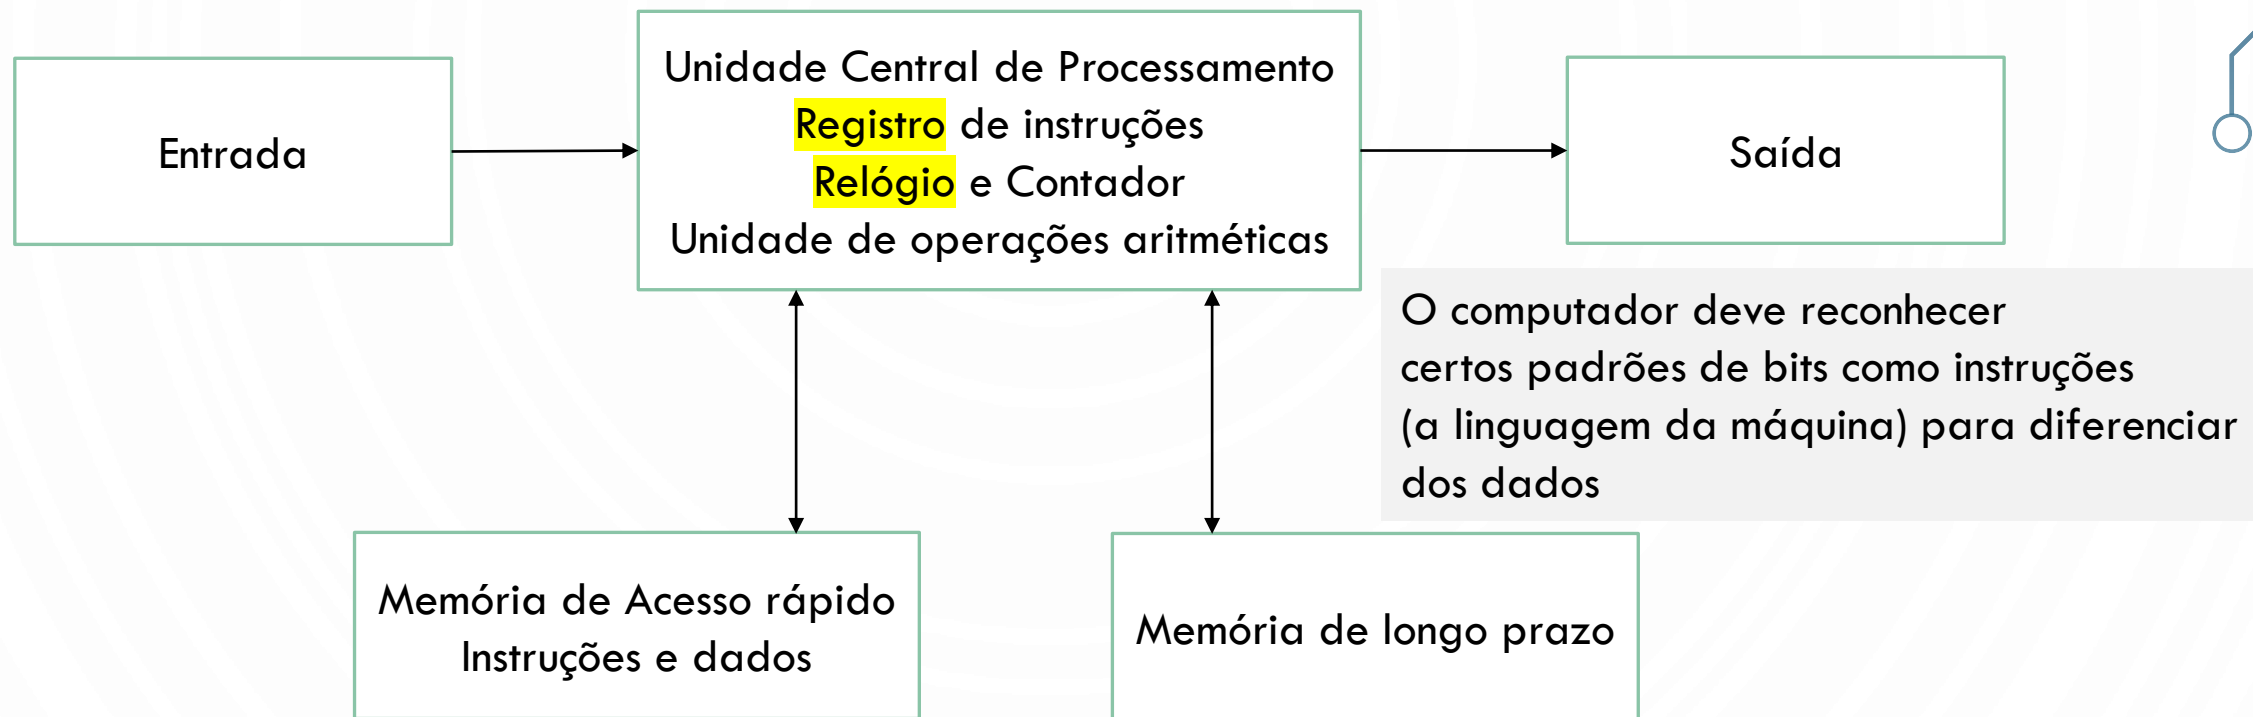 Entrada
Unidade Central de Processamento
Registro de instruções
Relógio e Contador
Unidade de operações aritméticas
Saída
O computador deve reconhecer
certos padrões de bits como instruções
(a linguagem da máquina) para diferenciar
dos dados
Memória de Acesso rápido
Instruções e dados
Memória de longo prazo